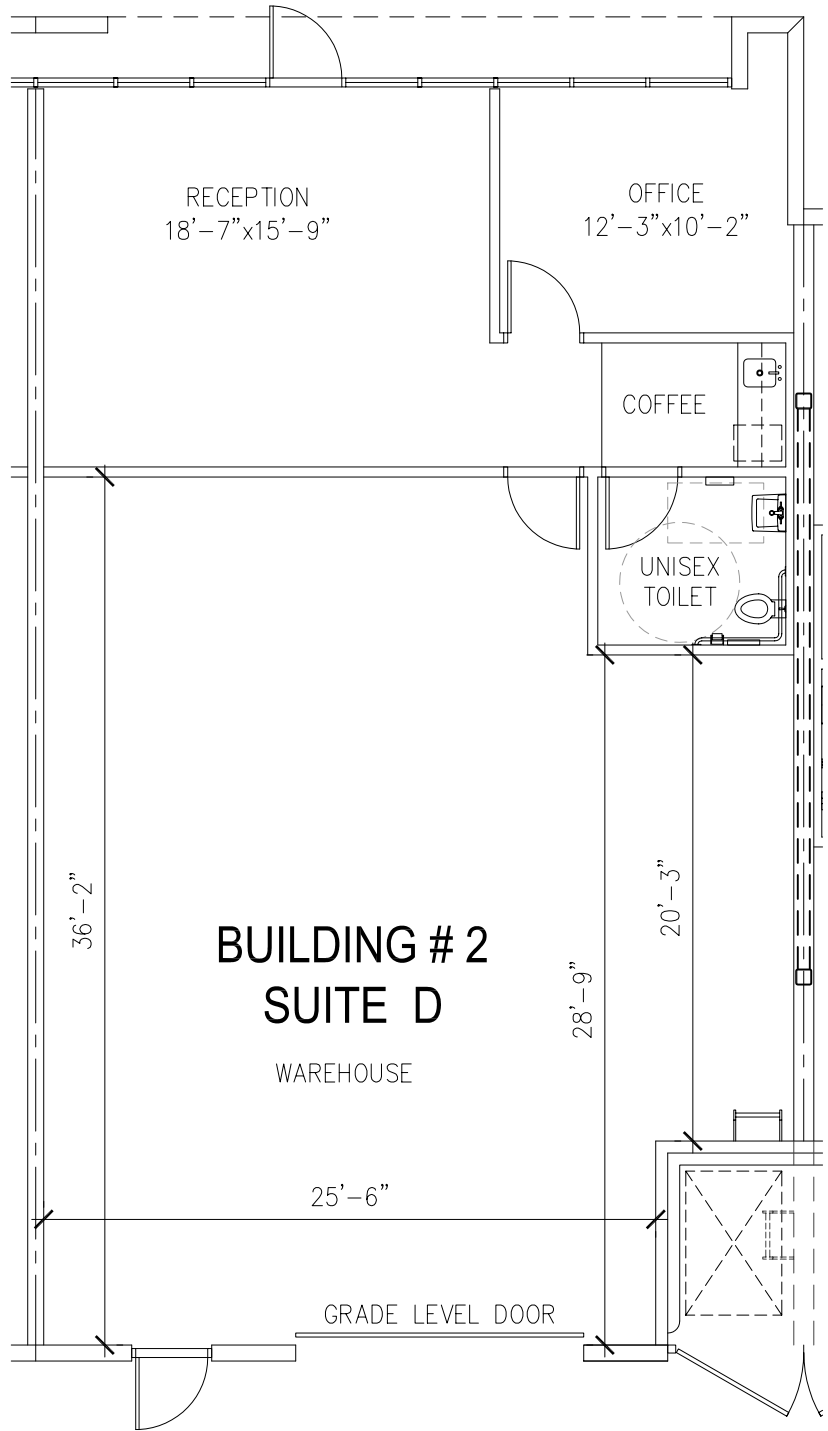 RECEPTION
18'-7"x15'-9"
OFFICE
12'-3"x10'-2"
COFFEE
UNISEX
TOILET
36'-2"
20'-3"
28'-9"
BUILDING # 2
SUITE D
WAREHOUSE
25'-6"
GRADE LEVEL DOOR